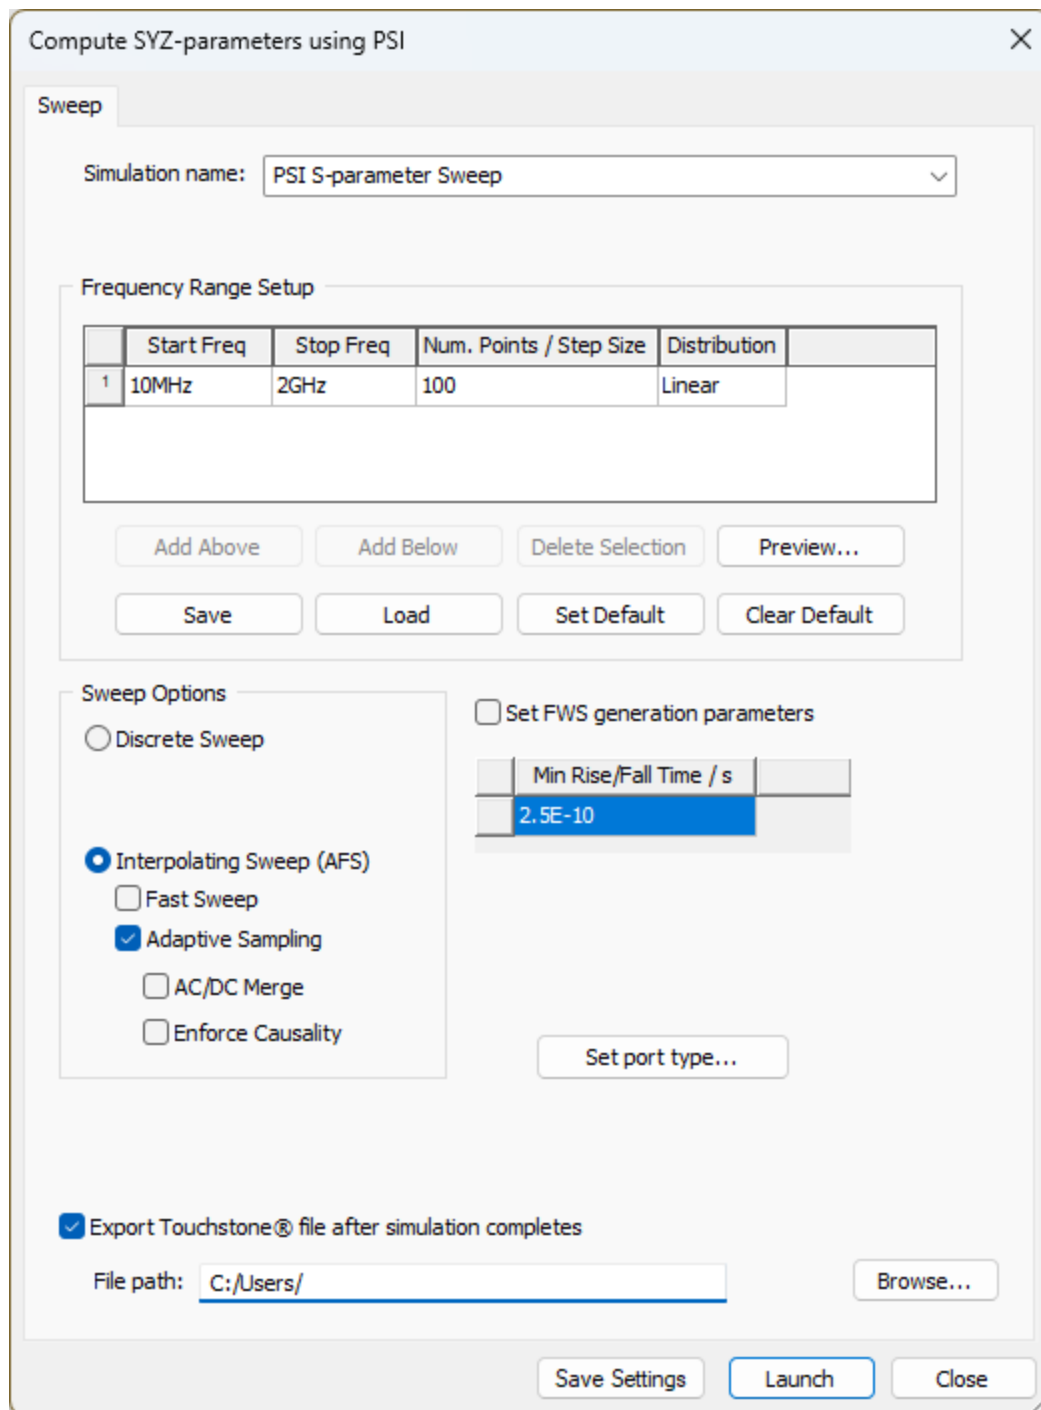 Compute SYZ-parameters using PSI
Sweep
Simulation name: PSI S-parameter Sweep
Frequency Range Setup
Start Freq Stop Freq Num. Points / Step Size Distribution
1 10MHz 2GHz 100 Linear
Add Above Add Below Delete Selection Preview...
Save Load Set Default Clear Default
Sweep Options
Set FWS generation parameters
Discrete Sweep
Min Rise/Fall Time / s
2.5E-10
Interpolating Sweep (AFS)
Fast Sweep
Adaptive Sampling
AC/DC Merge
Enforce Causality
Set port type...
Export Touchstone® file after simulation completes
File path: C:/Users/ Browse...
Save Settings Launch Close